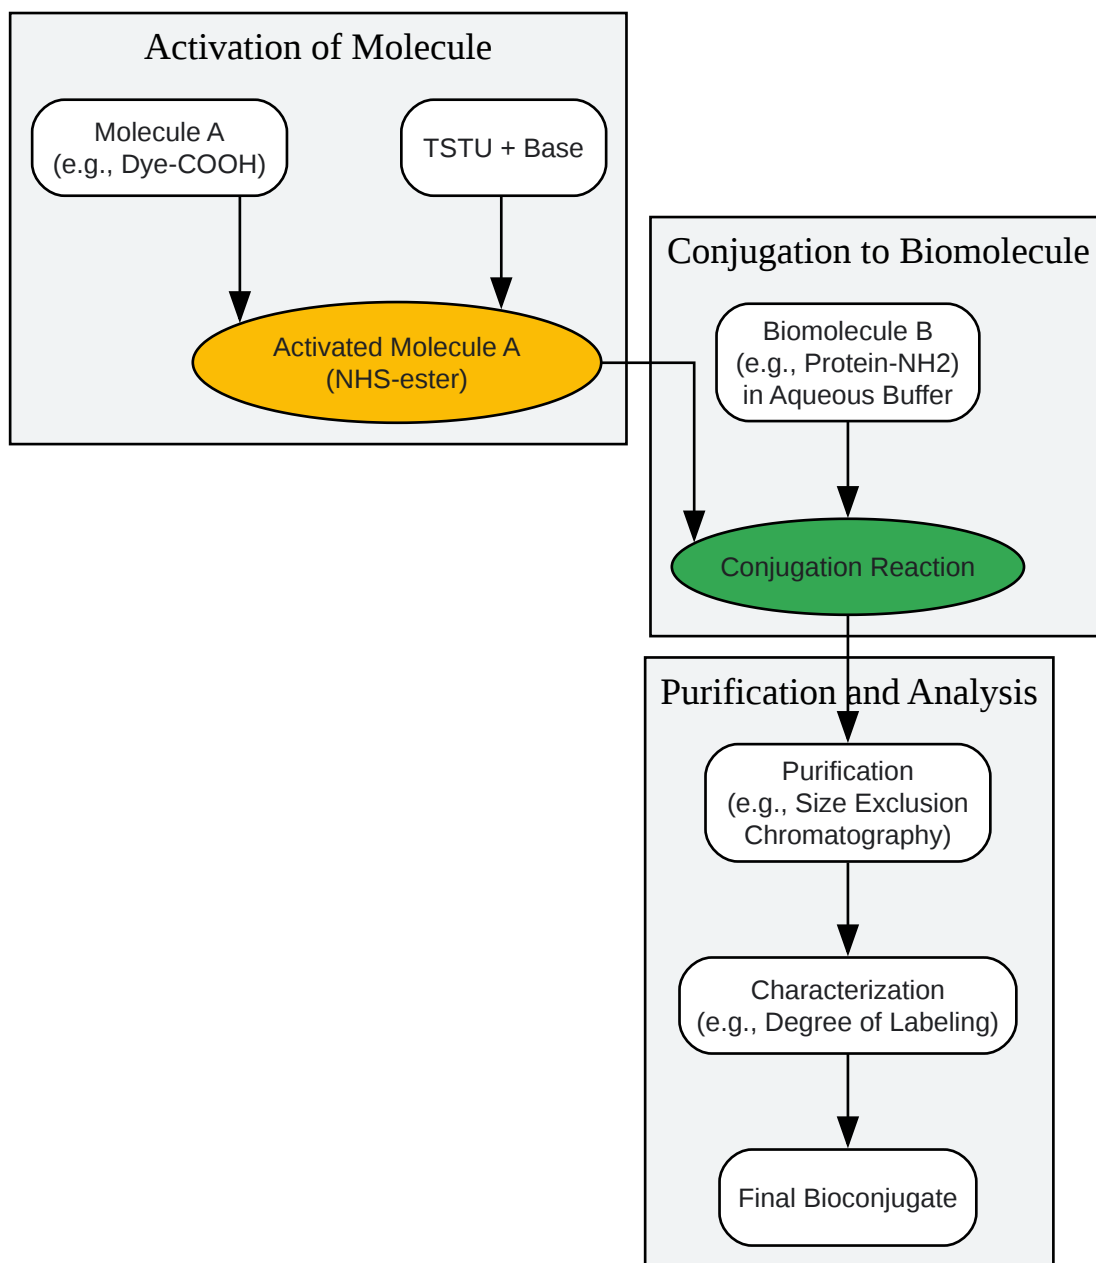 Activation of Molecule
Molecule A
(e.g., Dye-COOH)
TSTU + Base
Activated Molecule A
(NHS-ester)
Conjugation to Biomolecule
Biomolecule B
(e.g., Protein-NH2)
in Aqueous Buffer
Conjugation Reaction
Purification and Analysis
Purification
(e.g., Size Exclusion
Chromatography)
Characterization
(e.g., Degree of Labeling)
Final Bioconjugate